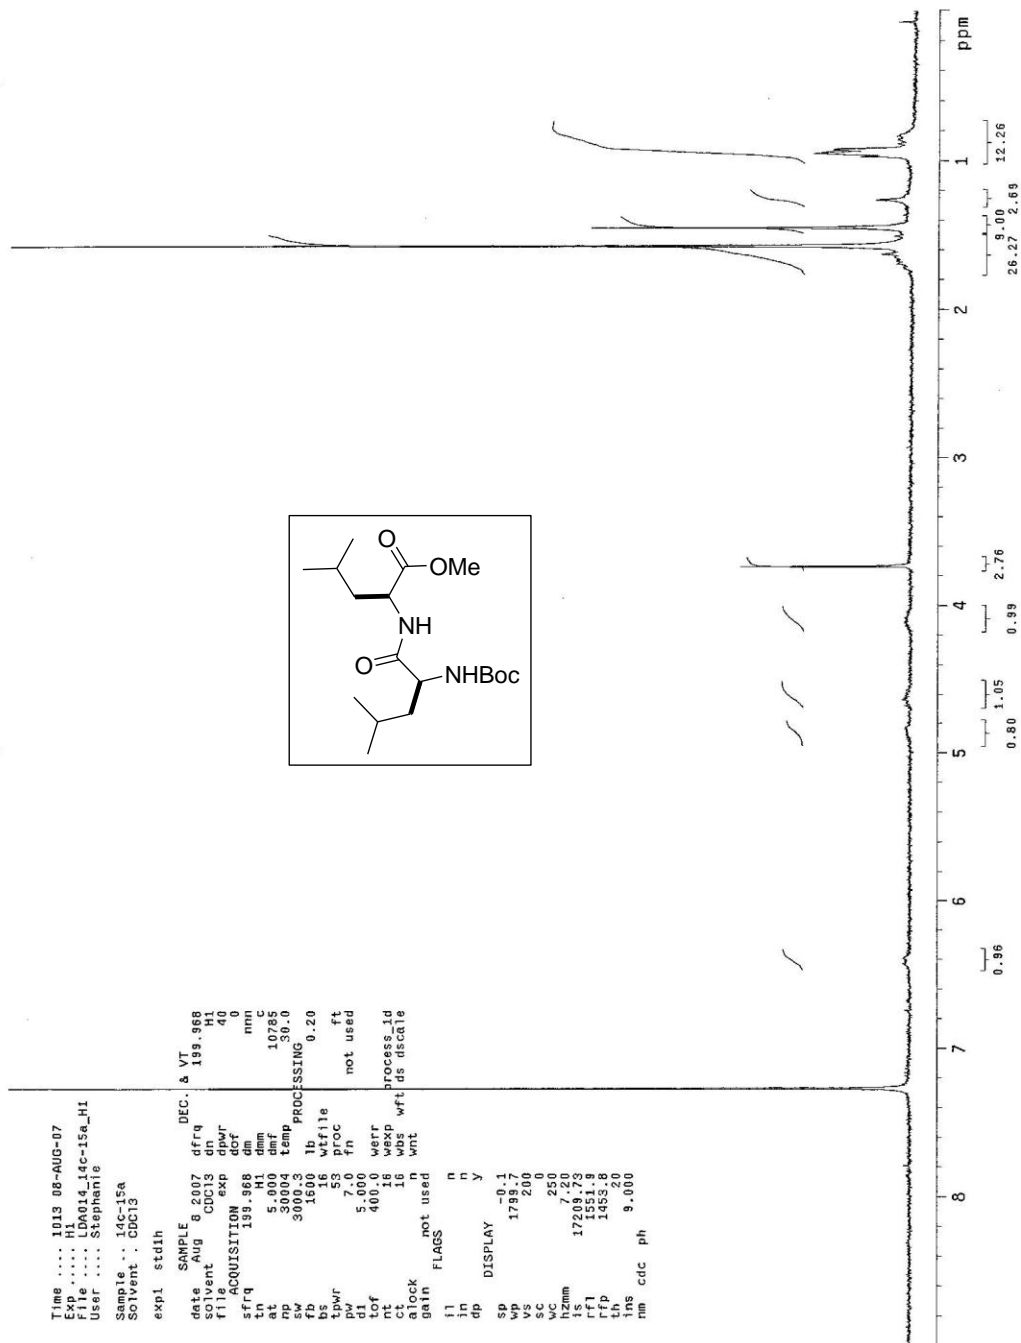 Time .... 1013 08-AUG-07
Exp ..... H1
File .... LDA014_14c-15a_H1
User .... Stephanie
Sample .. 14c-15a
Solvent . CDCl3
exp1 std1h
SAMPLE
date Aug 8 2007
solvent CDCl3
file exp
ACQUISITION
sfrq 199.968
tn H1
at 5.000
np 30004
sw 3000.3
fb 1600
bs 16
tpwr 53
pw 7.0
d1 5.000
tof 400.0
nt 16
ct 16
alock n
gain not used
FLAGS
il n
in n
dp y
DISPLAY
sp -0.1
wp 1799.7
vs 200
sc 0
wc 250
hzmm 7.20
is 17209.73
rfl 1551.9
rfp 1453.8
th 20
ins 9.000
nm cdc ph
DEC. & VT
dfrq 199.968
dn H1
dpwr 40
dof 0
dm nnn
dmm c
dmf 10785
temp 30.0
PROCESSING
lb 0.20
wtfile
proc ft
fn not used
werr
wexp process_1d
wbs wft ds dscale
wnt
O
OMe
NH
O
NHBoc
1 2 3 4 5 6 7 8 ppm
12.26
2.69
9.00
26.27
2.76
0.99
1.05
0.80
0.96